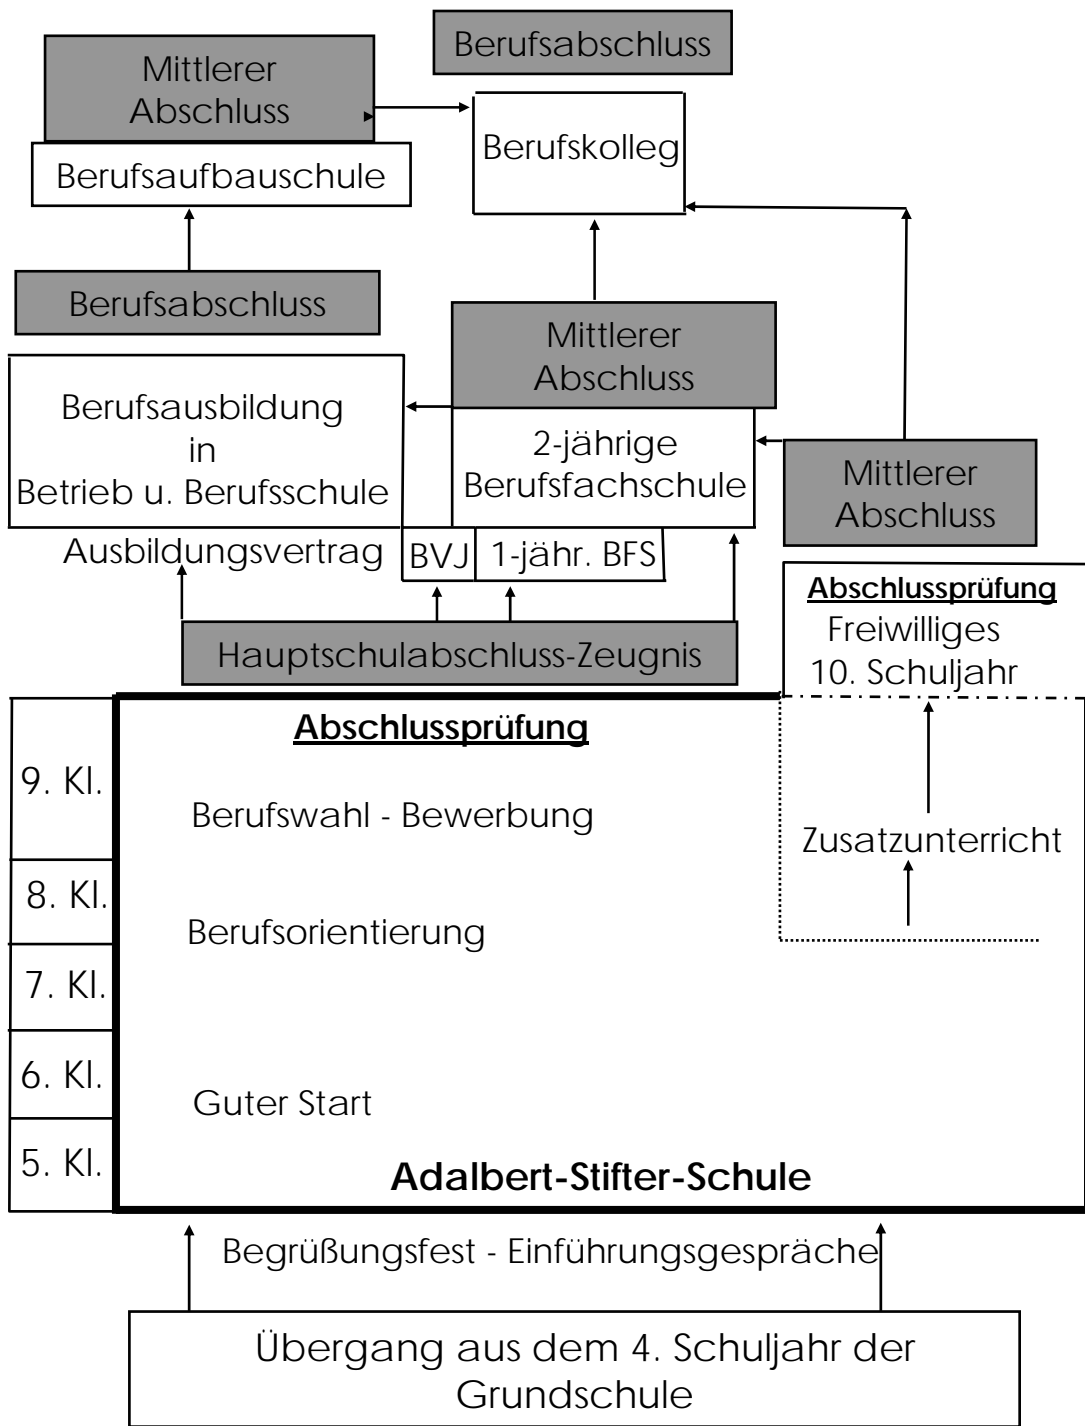 Berufsabschluss
Mittlerer
Abschluss
Berufskolleg
Berufsaufbauschule
Berufsabschluss
Mittlerer
Abschluss
Berufsausbildung
in
Betrieb u. Berufsschule
2-jährige
Berufsfachschule
Mittlerer
Abschluss
Ausbildungsvertrag
BVJ
1-jähr. BFS
Abschlussprüfung
Freiwilliges
10. Schuljahr
Hauptschulabschluss-Zeugnis
Abschlussprüfung
9. Kl.
Berufswahl - Bewerbung
Zusatzunterricht
8. Kl.
Berufsorientierung
7. Kl.
6. Kl.
Guter Start
5. Kl.
Adalbert-Stifter-Schule
Begrüßungsfest - Einführungsgespräche
Übergang aus dem 4. Schuljahr der
Grundschule